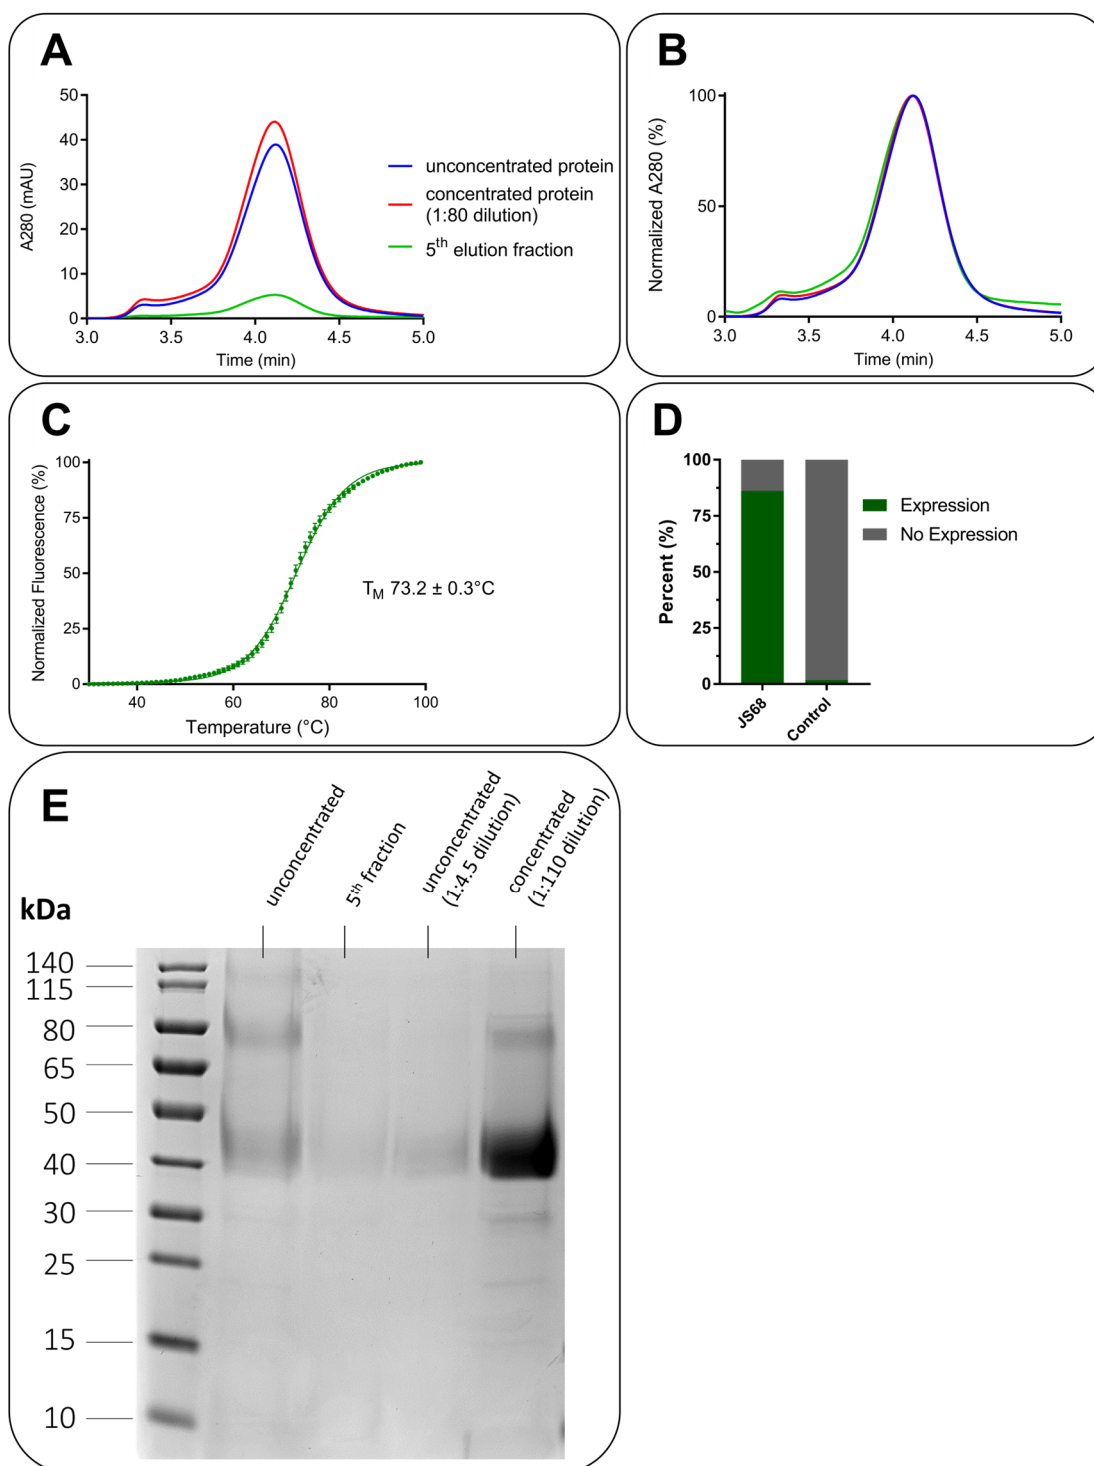 A
50
40
30
20
10
0
A280 (mAU)
3.0 3.5 4.0 4.5 5.0
Time (min)
unconcentrated protein
concentrated protein
(1:80 dilution)
5th elution fraction
B
100
50
0
Normalized A280 (%)
3.0 3.5 4.0 4.5 5.0
Time (min)
C
100
75
50
25
0
Normalized Fluorescence (%)
TM 73.2 ± 0.3°C
40 60 80 100
Temperature (°C)
D
100
75
50
25
0
Percent (%)
JS68
Control
Expression
No Expression
E
unconcentrated
5th fraction
unconcentrated
(1:4.5 dilution)
concentrated
(1:110 dilution)
kDa
140
115
80
65
50
40
30
25
15
10